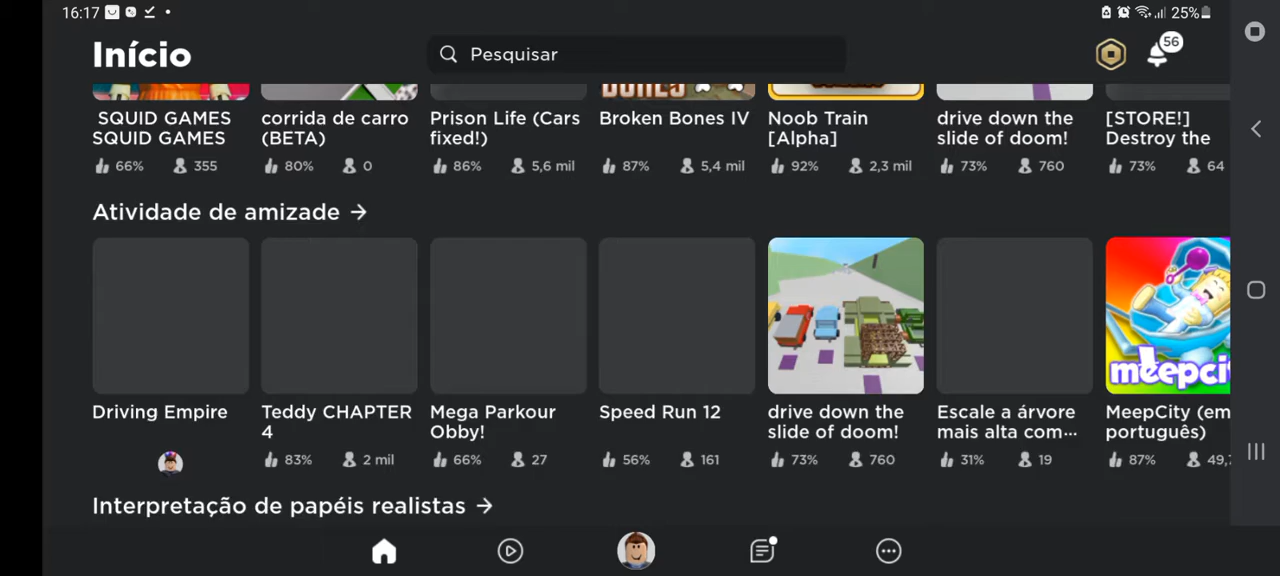 16:17
25%
Início
Pesquisar
56
BONES
SQUID GAMES
SQUID GAMES
66% 355
corrida de carro
(BETA)
80% 0
Prison Life (Cars
fixed!)
86% 5,6 mil
Broken Bones IV
87% 5,4 mil
Noob Train
[Alpha]
92% 2,3 mil
drive down the
slide of doom!
73% 760
[STORE!]
Destroy the
73% 64
Atividade de amizade →
Driving Empire
Teddy CHAPTER
4
83% 2 mil
Mega Parkour
Obby!
66% 27
Speed Run 12
56% 161
drive down the
slide of doom!
73% 760
Escale a árvore
mais alta com...
31% 19
meepci
MeepCity (em
português)
87% 49,7
Interpretação de papéis realistas →